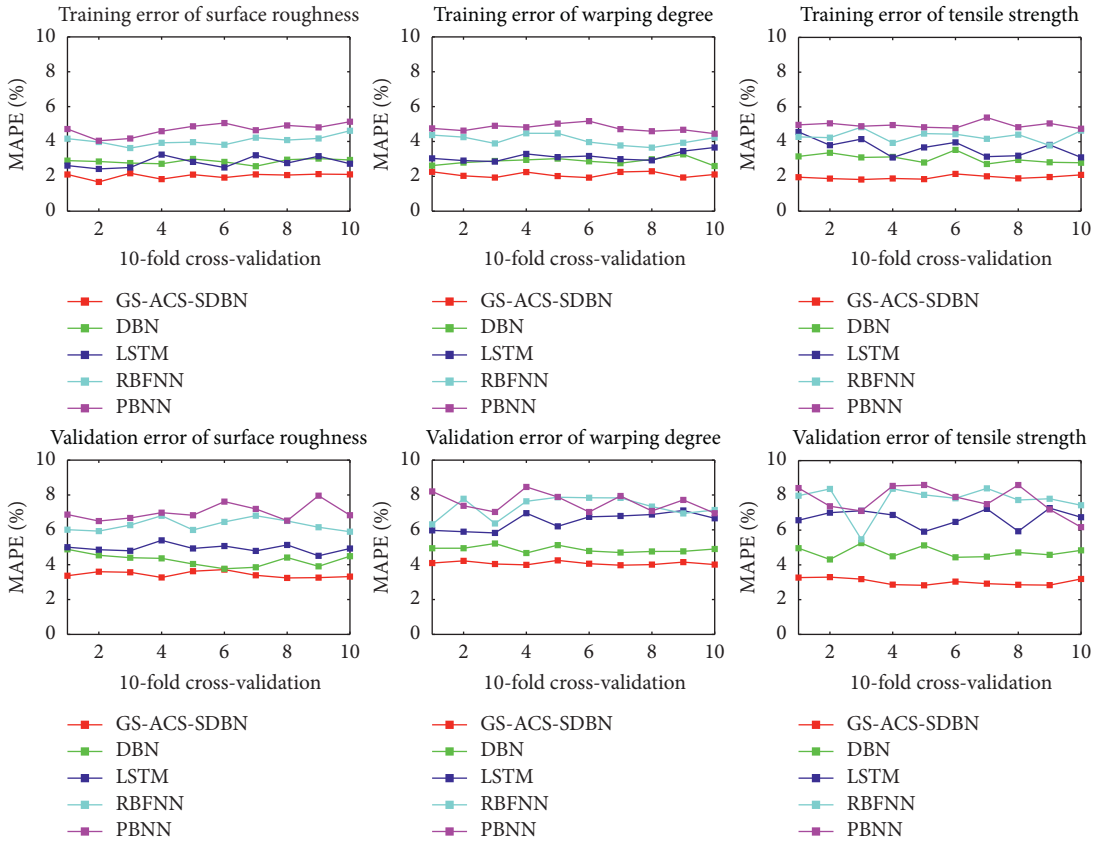 Training error of surface roughness
10
8
6
4
2
0
MAPE (%)
2 4 6 8 10
10-fold cross-validation
GS-ACS-SDBN
DBN
LSTM
RBFNN
PBNN
Training error of warping degree
10
8
6
4
2
0
MAPE (%)
2 4 6 8 10
10-fold cross-validation
GS-ACS-SDBN
DBN
LSTM
RBFNN
PBNN
Training error of tensile strength
10
8
6
4
2
0
MAPE (%)
2 4 6 8 10
10-fold cross-validation
GS-ACS-SDBN
DBN
LSTM
RBFNN
PBNN
Validation error of surface roughness
10
8
6
4
2
0
MAPE (%)
2 4 6 8 10
10-fold cross-validation
GS-ACS-SDBN
DBN
LSTM
RBFNN
PBNN
Validation error of warping degree
10
8
6
4
2
0
MAPE (%)
2 4 6 8 10
10-fold cross-validation
GS-ACS-SDBN
DBN
LSTM
RBFNN
PBNN
Validation error of tensile strength
10
8
6
4
2
0
MAPE (%)
2 4 6 8 10
10-fold cross-validation
GS-ACS-SDBN
DBN
LSTM
RBFNN
PBNN